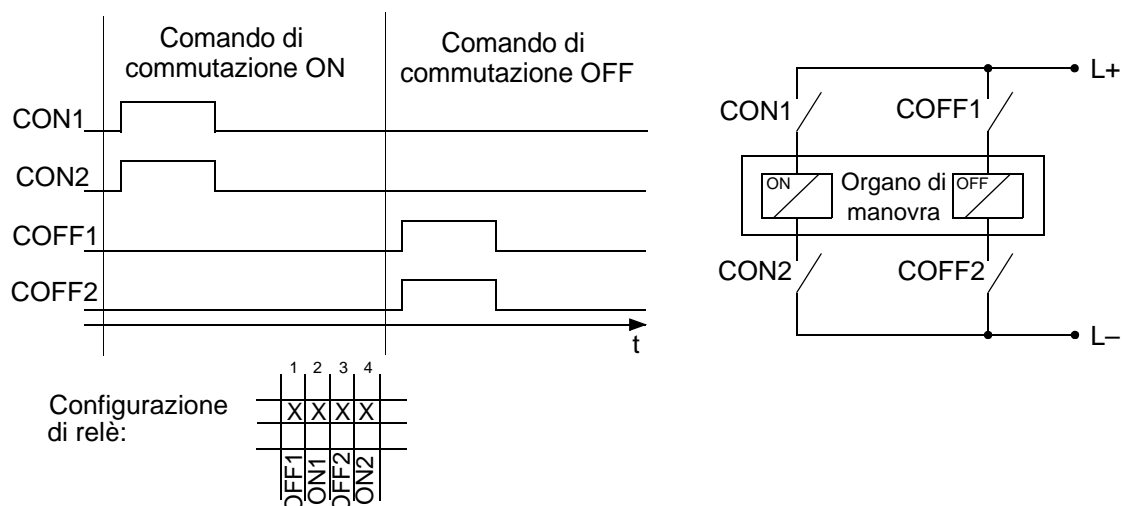 Comando di
commutazione ON
Comando di
commutazione OFF
CON1
CON2
COFF1
COFF2
t
L+
CON1
COFF1
ON
Organo di
manovra
OFF
CON2
COFF2
L–
1 2 3 4
Configurazione
di relè:
X X X X
OFF1
ON1
OFF2
ON2